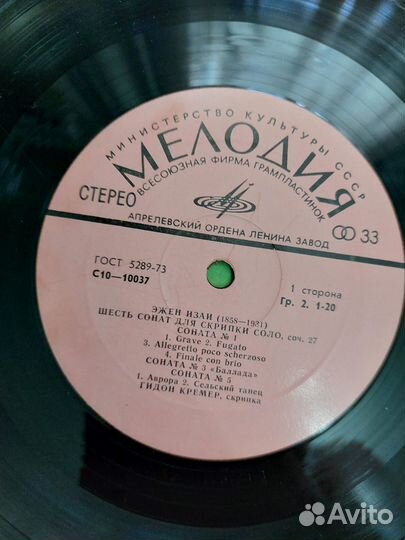 МИНИСТЕРСТВО КУЛЬТУРЫ СССР
МЕЛОДИЯ
ВСЕСОЮЗНАЯ ФИРМА ГРАМПЛАСТИНОК
СТЕРЕО
33
АПРЕЛЕВСКИЙ ОРДЕНА ЛЕНИНА ЗАВОД
ГОСТ 5289-73
С10—10037
1 сторона
Гр. 2. 1-20
ЭЖЕН ИЗАИ (1858—1931)
ШЕСТЬ СОНАТ ДЛЯ СКРИПКИ СОЛО, соч. 27
СОНАТА № 1
1. Grave 2. Fugato
3. Allegretto poco scherzoso
4. Finale con brio
СОНАТА № 3 «Баллада»
СОНАТА № 5
1. Аврора 2. Сельский танец
ГИДОН КРЕМЕР, скрипка
Avito